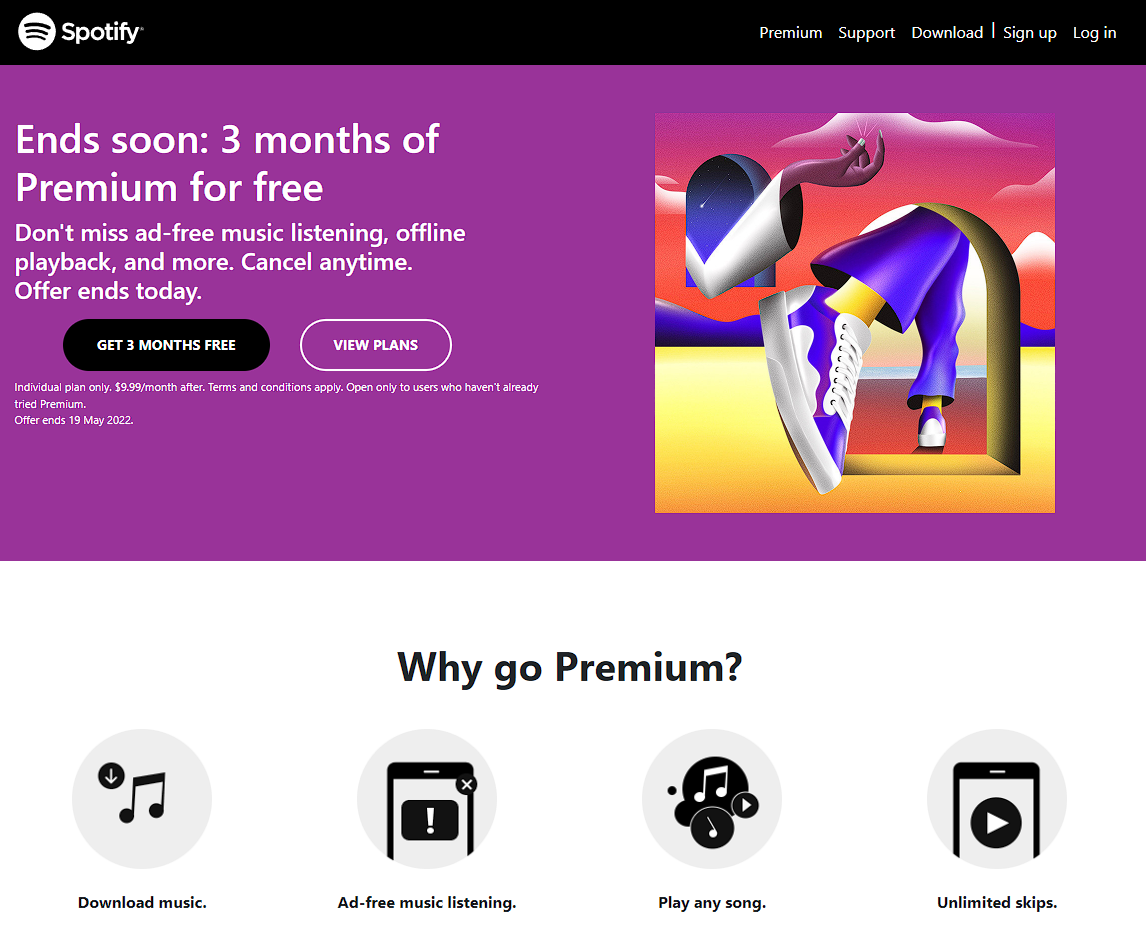 Spotify®
Premium Support Download | Sign up Log in
Ends soon: 3 months of
Premium for free
Don't miss ad-free music listening, offline
playback, and more. Cancel anytime.
Offer ends today.
GET 3 MONTHS FREE VIEW PLANS
Individual plan only. $9.99/month after. Terms and conditions apply. Open only to users who haven't already
tried Premium.
Offer ends 19 May 2022.
Why go Premium?
Download music. Ad-free music listening. Play any song. Unlimited skips.